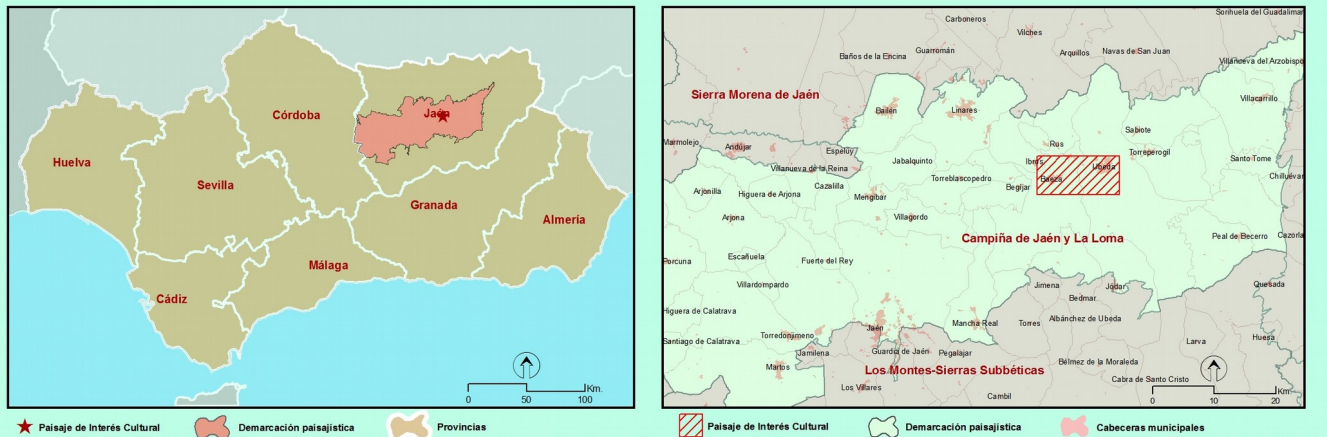 Córdoba
Jaén
Huelva
Sevilla
Granada
Almería
Málaga
Cádiz
0 50 100 Km.
Paisaje de Interés Cultural
Demarcación paisajística
Provincias
Carboneros
Sorihuela del Guadalimar
Vilches
Guarromán
Baños de la Encina
Arquillos
Navas de San Juan
Villanueva del Arzobispo
Sierra Morena de Jaén
Bailén
Linares
Villacarrillo
Sabiote
Marmolejo
Andújar
Espeluy
Rus
Torreperogil
Villanueva de la Reina
Jabalquinto
Ibros
Úbeda
Santo Tome
Torreblascopedro
Baeza
Chilluévar
Arjonilla
Higuera de Arjona
Cazalilla
Mengibar
Begíjar
Arjona
Villagordo
Campiña de Jaén y La Loma
Peal de Becerro
Cazorla
Porcuna
Escañuela
Fuerte del Rey
Villardompardo
Jimena
Jódar
Quesada
Bedmar
Higuera de Calatrava
Torres
Albánchez de Ubeda
Santiago de Calatrava
Torredonjimeno
Jaén
Mancha Real
Larva
Huesa
Jamilena
Guardia de Jaén
Pegalajar
Martos
Los Montes-Sierras Subbéticas
Bélmez de la Moraleda
Los Villares
Cabra de Santo Cristo
Cambil
0 10 20 Km.
Paisaje de Interés Cultural
Demarcación paisajística
Cabeceras municipales